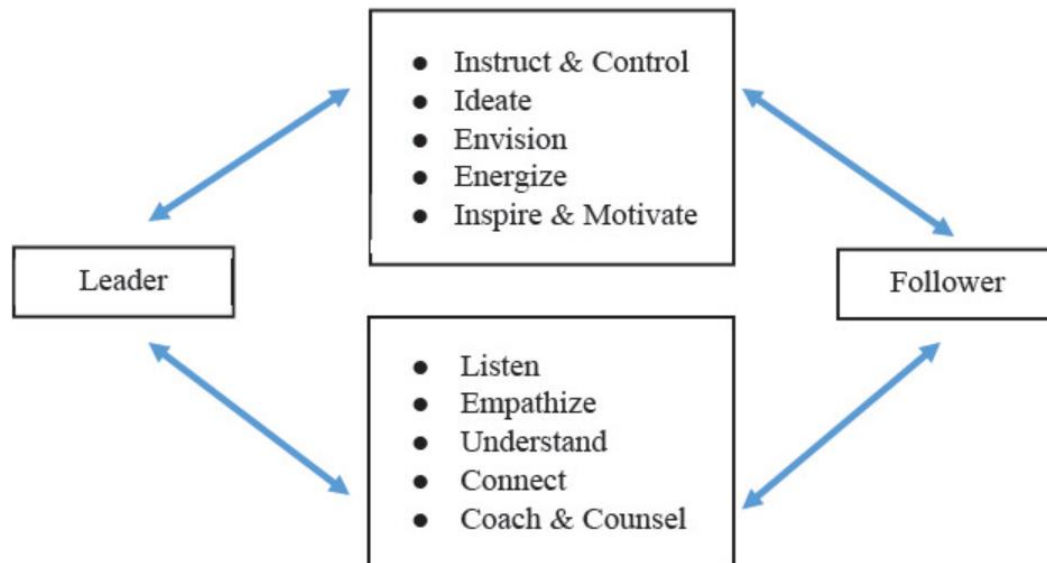 ● Instruct & Control
● Ideate
● Envision
● Energize
● Inspire & Motivate
Leader
Follower
● Listen
● Empathize
● Understand
● Connect
● Coach & Counsel